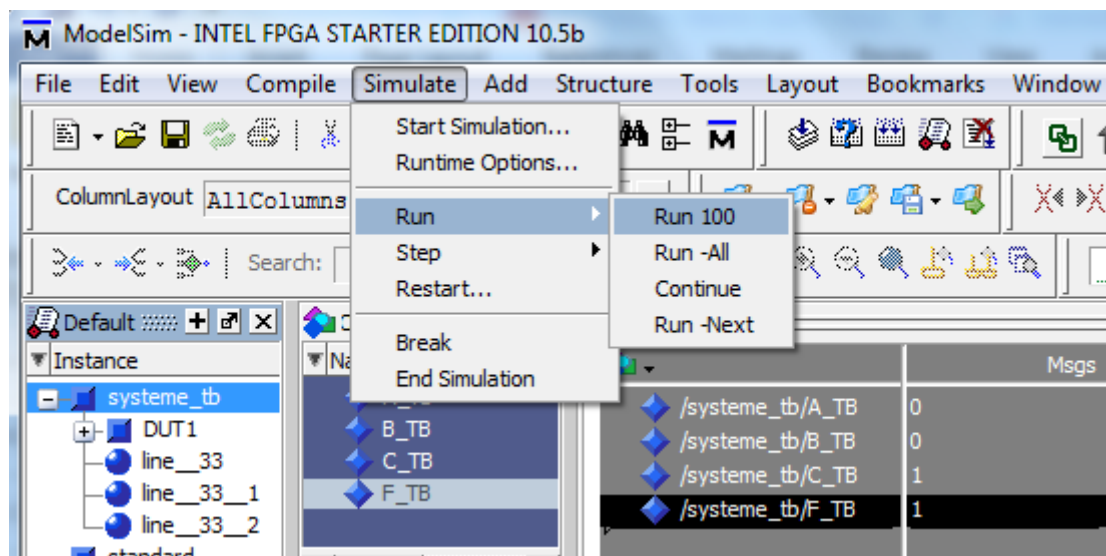 ModelSim - INTEL FPGA STARTER EDITION 10.5b
File Edit View Compile Simulate Add Structure Tools Layout Bookmarks Window
Start Simulation...
Runtime Options...
ColumnLayout AllColumns
Run
Run 100
Step
Run -All
Search:
Restart...
Continue
Run -Next
Break
End Simulation
Default
Instance
Msgs
systeme_tb
DUT1
line__33
line__33__1
line__33__2
standard
B_TB
C_TB
F_TB
/systeme_tb/A_TB 0
/systeme_tb/B_TB 0
/systeme_tb/C_TB 1
/systeme_tb/F_TB 1